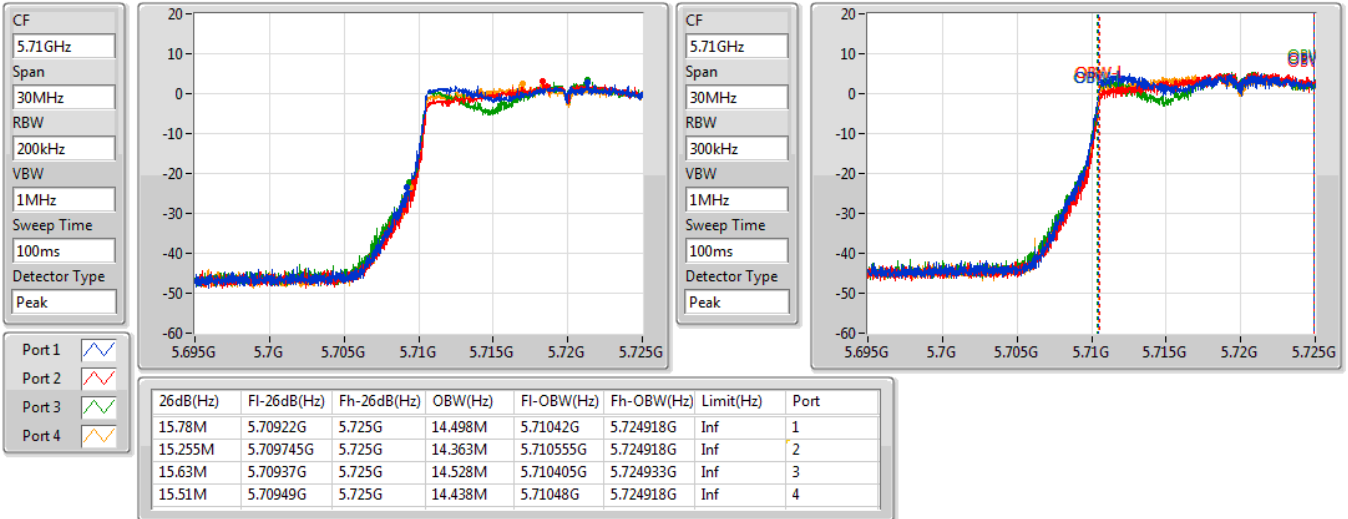 CF
5.71GHz
Span
30MHz
RBW
200kHz
VBW
1MHz
Sweep Time
100ms
Detector Type
Peak
20
10
0
-10
-20
-30
-40
-50
-60
5.695G 5.7G 5.705G 5.71G 5.715G 5.72G 5.725G
CF
5.71GHz
Span
30MHz
RBW
300kHz
VBW
1MHz
Sweep Time
100ms
Detector Type
Peak
20
10
0
-10
-20
-30
-40
-50
-60
5.695G 5.7G 5.705G 5.71G 5.715G 5.72G 5.725G
Port 1
Port 2
Port 3
Port 4
26dB(Hz) Fl-26dB(Hz) Fh-26dB(Hz) OBW(Hz) Fl-OBW(Hz) Fh-OBW(Hz) Limit(Hz) Port
15.78M 5.70922G 5.725G 14.498M 5.71042G 5.724918G Inf 1
15.255M 5.709745G 5.725G 14.363M 5.710555G 5.724918G Inf 2
15.63M 5.70937G 5.725G 14.528M 5.710405G 5.724933G Inf 3
15.51M 5.70949G 5.725G 14.438M 5.71048G 5.724918G Inf 4